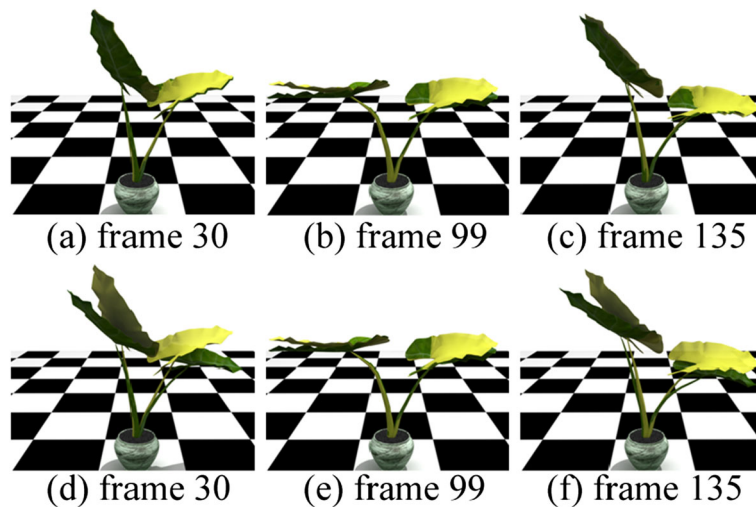 (a) frame 30
(b) frame 99
(c) frame 135
(d) frame 30
(e) frame 99
(f) frame 135